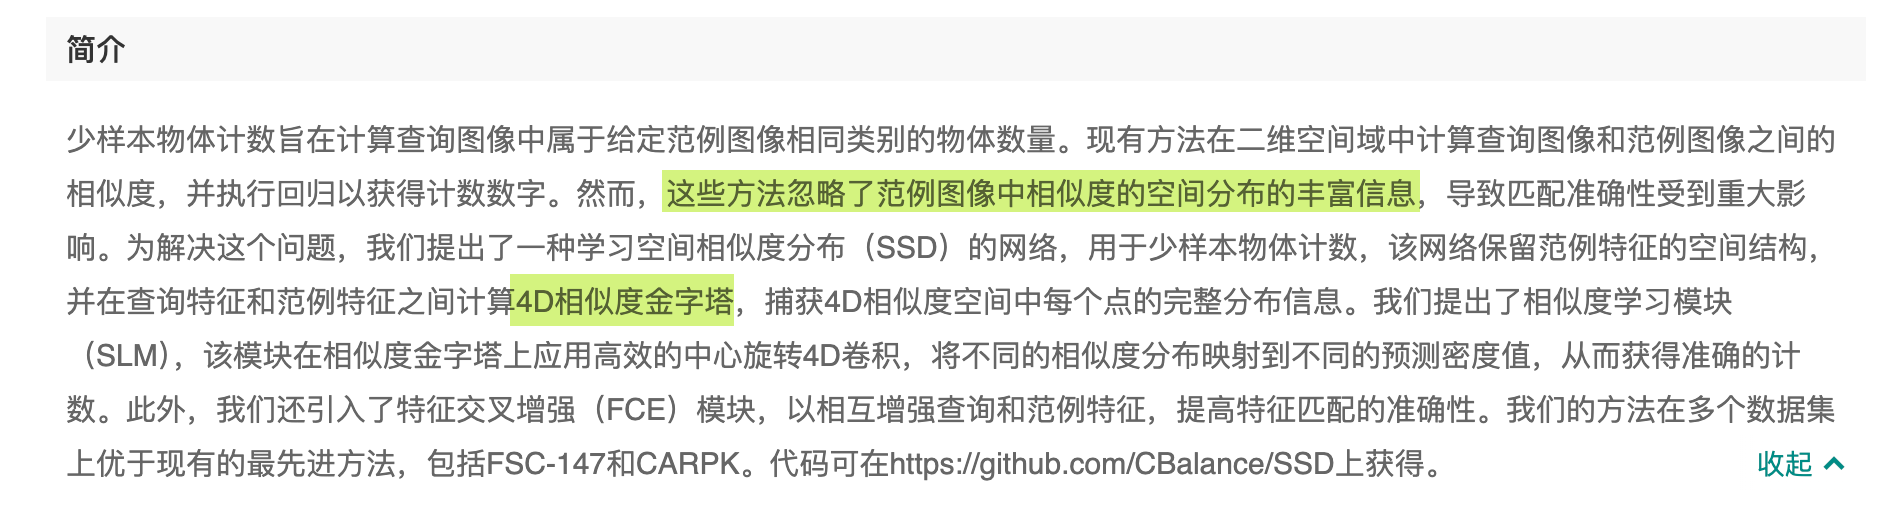 简介
少样本物体计数旨在计算查询图像中属于给定范例图像相同类别的物体数量。现有方法在二维空间域中计算查询图像和范例图像之间的
相似度，并执行回归以获得计数数字。然而，这些方法忽略了范例图像中相似度的空间分布的丰富信息，导致匹配准确性受到重大影
响。为解决这个问题，我们提出了一种学习空间相似度分布（SSD）的网络，用于少样本物体计数，该网络保留范例特征的空间结构，
并在查询特征和范例特征之间计算4D相似度金字塔，捕获4D相似度空间中每个点的完整分布信息。我们提出了相似度学习模块
（SLM），该模块在相似度金字塔上应用高效的中心旋转4D卷积，将不同的相似度分布映射到不同的预测密度值，从而获得准确的计
数。此外，我们还引入了特征交叉增强（FCE）模块，以相互增强查询和范例特征，提高特征匹配的准确性。我们的方法在多个数据集
上优于现有的最先进方法，包括FSC-147和CARPK。代码可在https://github.com/CBalance/SSD上获得。 收起